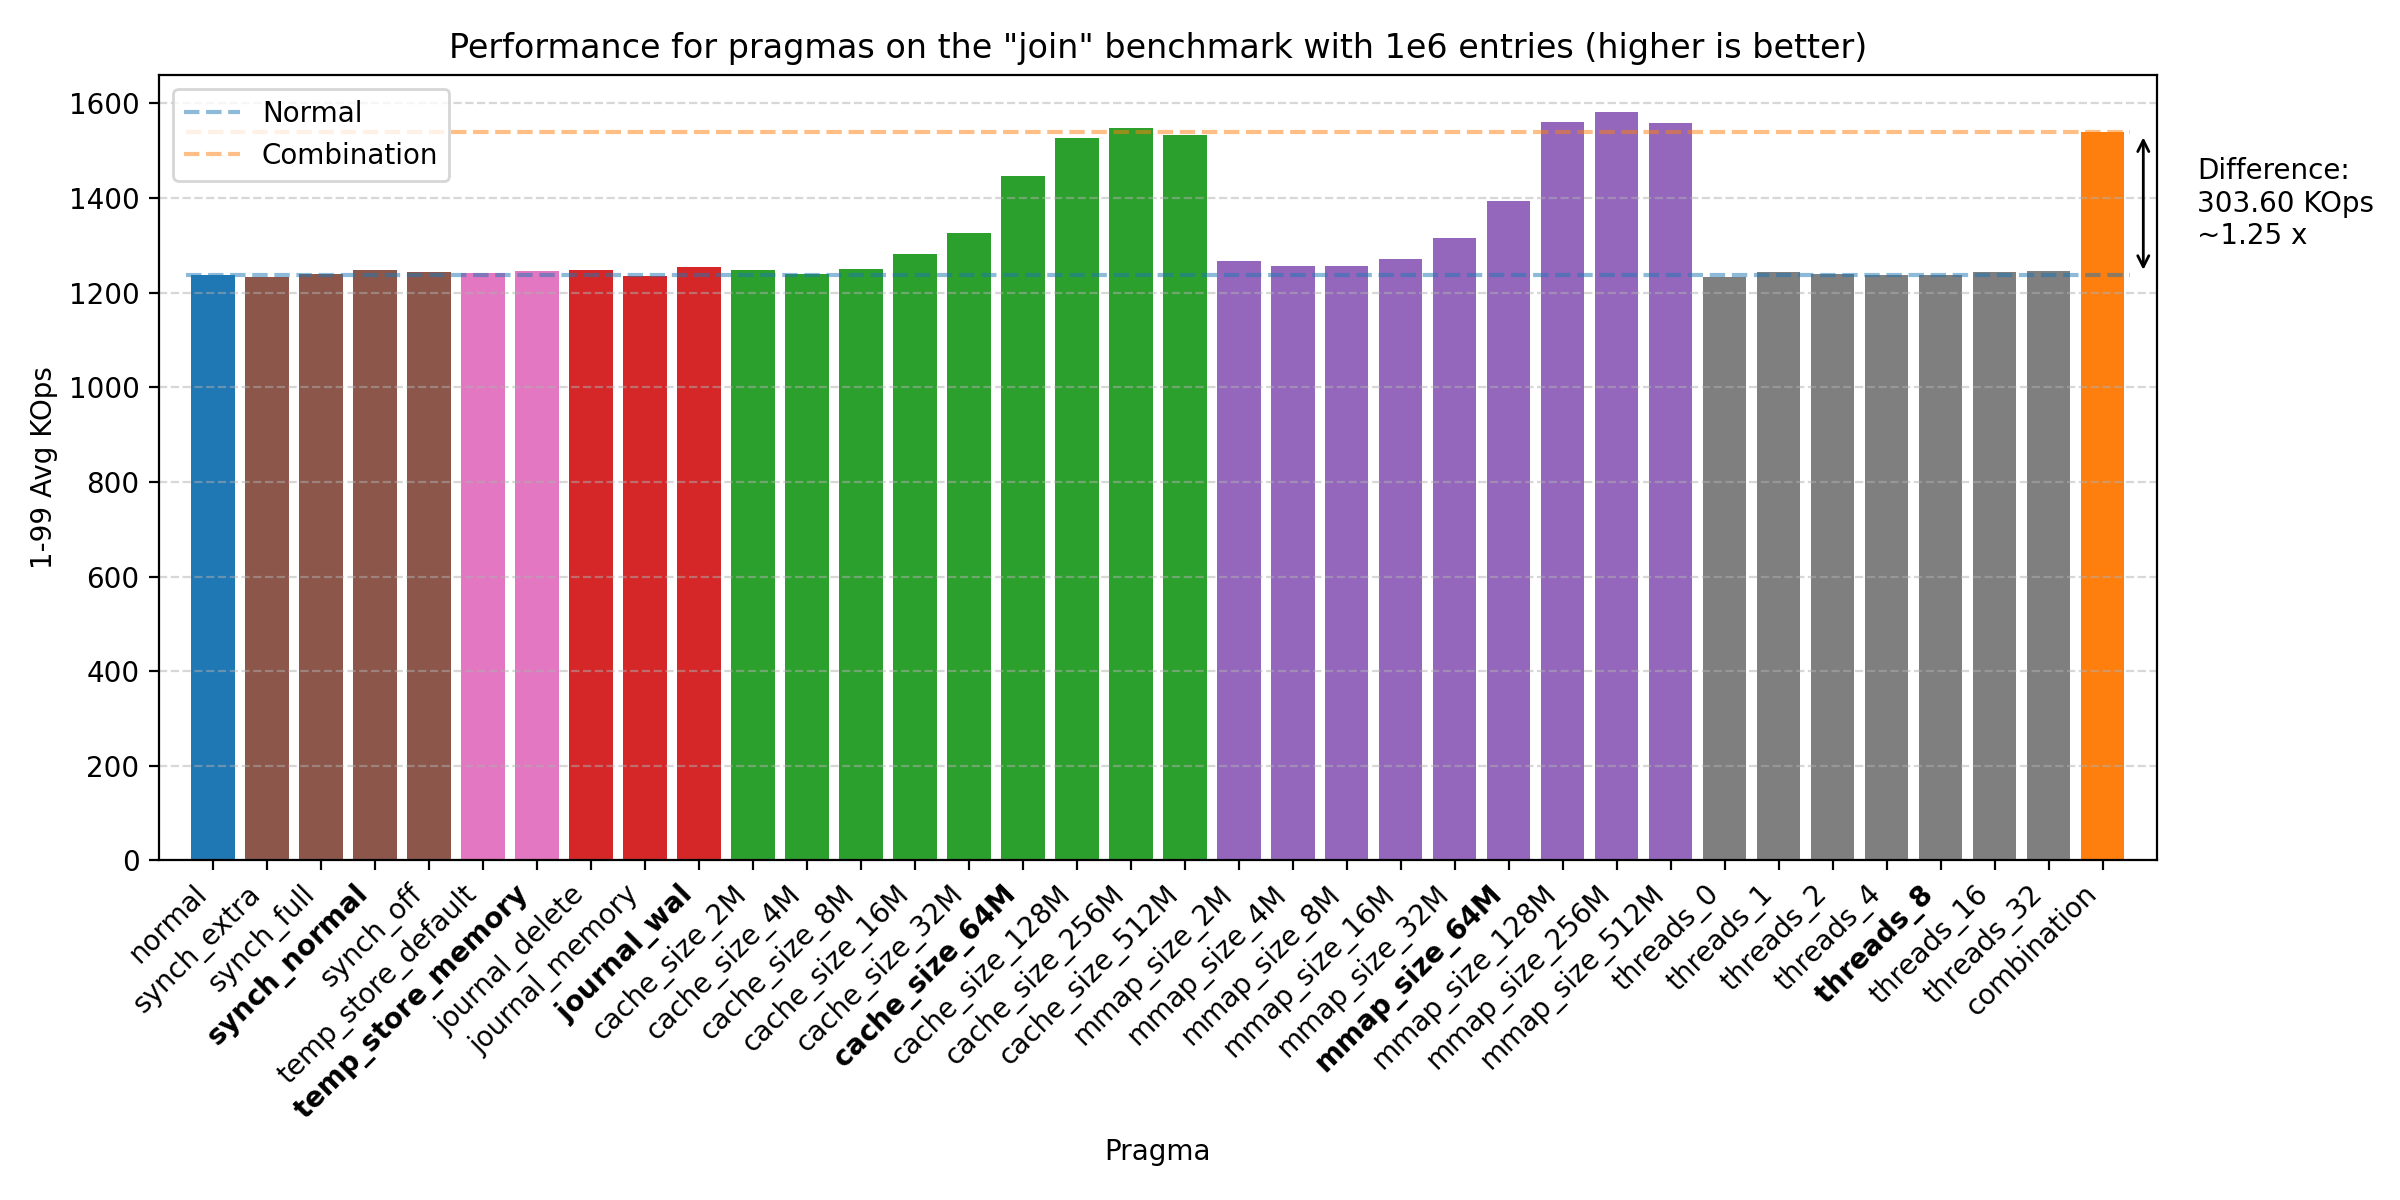 Performance for pragmas on the "join" benchmark with 1e6 entries (higher is better)
Normal
Combination
1600
1400
1200
1000
800
600
400
200
0
1-99 Avg KOps
Difference:
303.60 KOps
~1.25 x
normal
synch_extra
synch_full
synch_normal
synch_off
temp_store_default
temp_store_memory
journal_delete
journal_memory
journal_wal
cache_size_2M
cache_size_4M
cache_size_8M
cache_size_16M
cache_size_32M
cache_size_64M
cache_size_128M
cache_size_256M
cache_size_512M
mmap_size_2M
mmap_size_4M
mmap_size_8M
mmap_size_16M
mmap_size_32M
mmap_size_64M
mmap_size_128M
mmap_size_256M
mmap_size_512M
threads_0
threads_1
threads_2
threads_4
threads_8
threads_16
threads_32
combination
Pragma